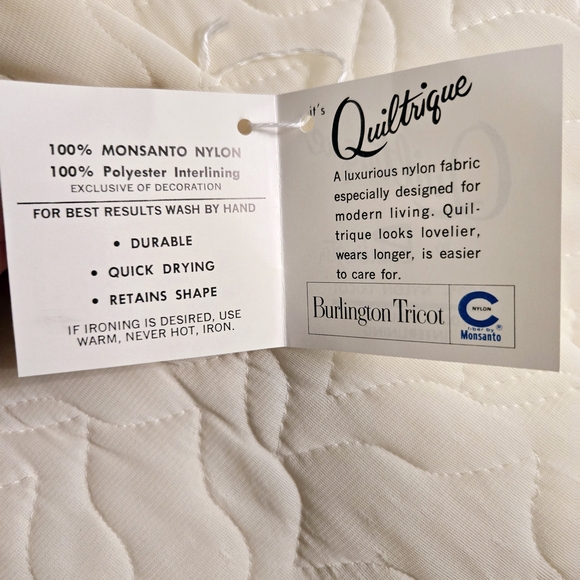 100% MONSANTO NYLON
100% Polyester Interlining
EXCLUSIVE OF DECORATION
FOR BEST RESULTS WASH BY HAND
• DURABLE
• QUICK DRYING
• RETAINS SHAPE
IF IRONING IS DESIRED, USE
WARM, NEVER HOT, IRON.
it's
Quiltrique
A luxurious nylon fabric
especially designed for
modern living. Quil-
trique looks lovelier,
wears longer, is easier
to care for.
Burlington Tricot
C
NYLON
fiber by
Monsanto®